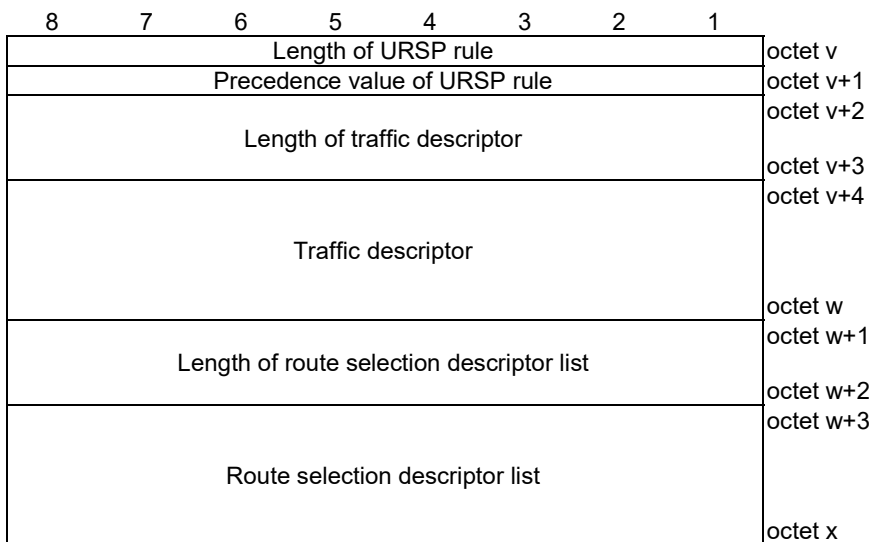 8 7 6 5 4 3 2 1
Length of URSP rule octet v
Precedence value of URSP rule octet v+1
octet v+2
Length of traffic descriptor
octet v+3
octet v+4
Traffic descriptor
octet w
octet w+1
Length of route selection descriptor list
octet w+2
octet w+3
Route selection descriptor list
octet x